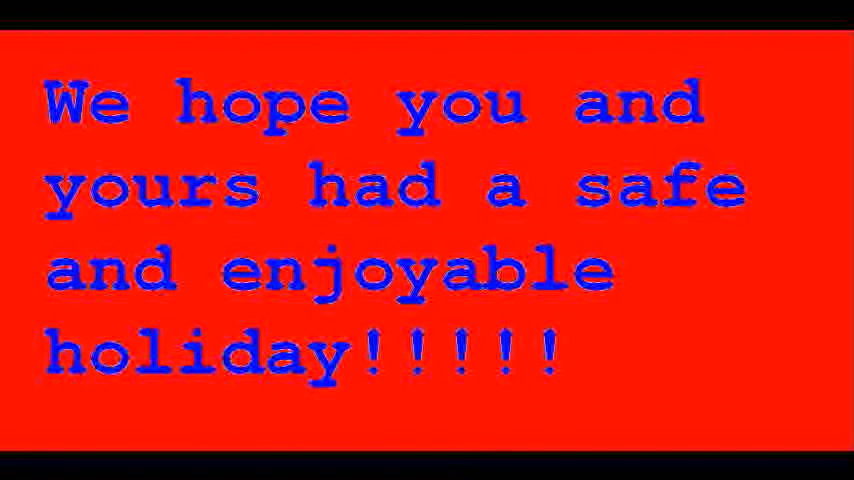 We hope you and
yours had a safe
and enjoyable
holiday!!!!!